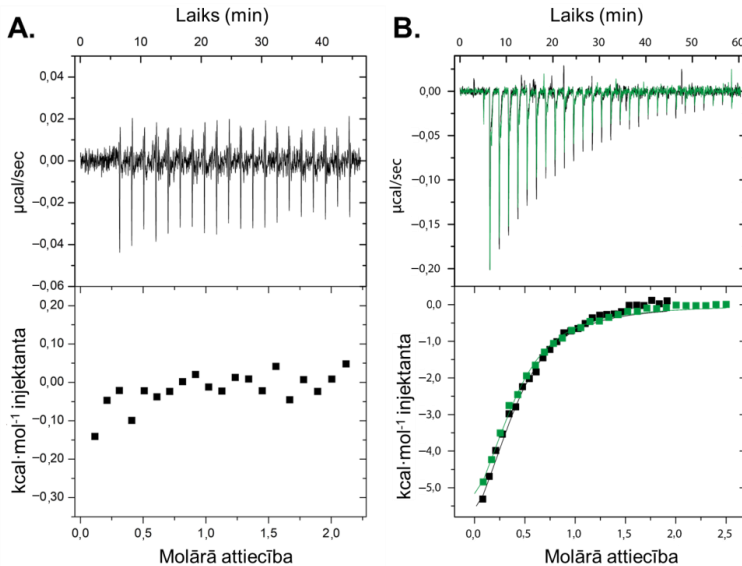 A.
Laiks (min)
0 10 20 30 40
0,04
0,02
0,00
−0,02
−0,04
−0,06
µcal/sec
0,20
0,10
0,00
−0,10
−0,20
−0,30
kcal·mol⁻¹ injektanta
0,0 0,5 1,0 1,5 2,0
Molārā attiecība
B.
Laiks (min)
0 10 20 30 40 50 60
0,00
−0,05
−0,10
−0,15
−0,20
µcal/sec
0,0
−1,0
−2,0
−3,0
−4,0
−5,0
kcal·mol⁻¹ injektanta
0,0 0,5 1,0 1,5 2,0 2,5
Molārā attiecība